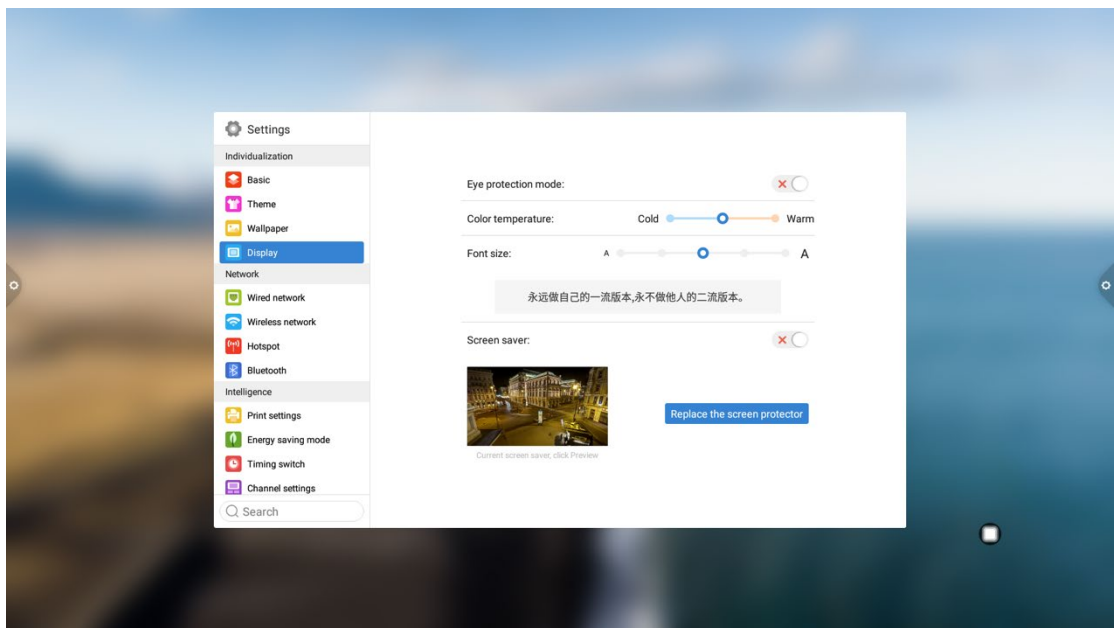 Settings
Individualization
Basic
Theme
Wallpaper
Display
Network
Wired network
Wireless network
Hotspot
Bluetooth
Intelligence
Print settings
Energy saving mode
Timing switch
Channel settings
Search
Eye protection mode:
Color temperature: Cold Warm
Font size: A A
永远做自己的一流版本,永不做他人的二流版本。
Screen saver:
Replace the screen protector
Current screen saver, click Preview